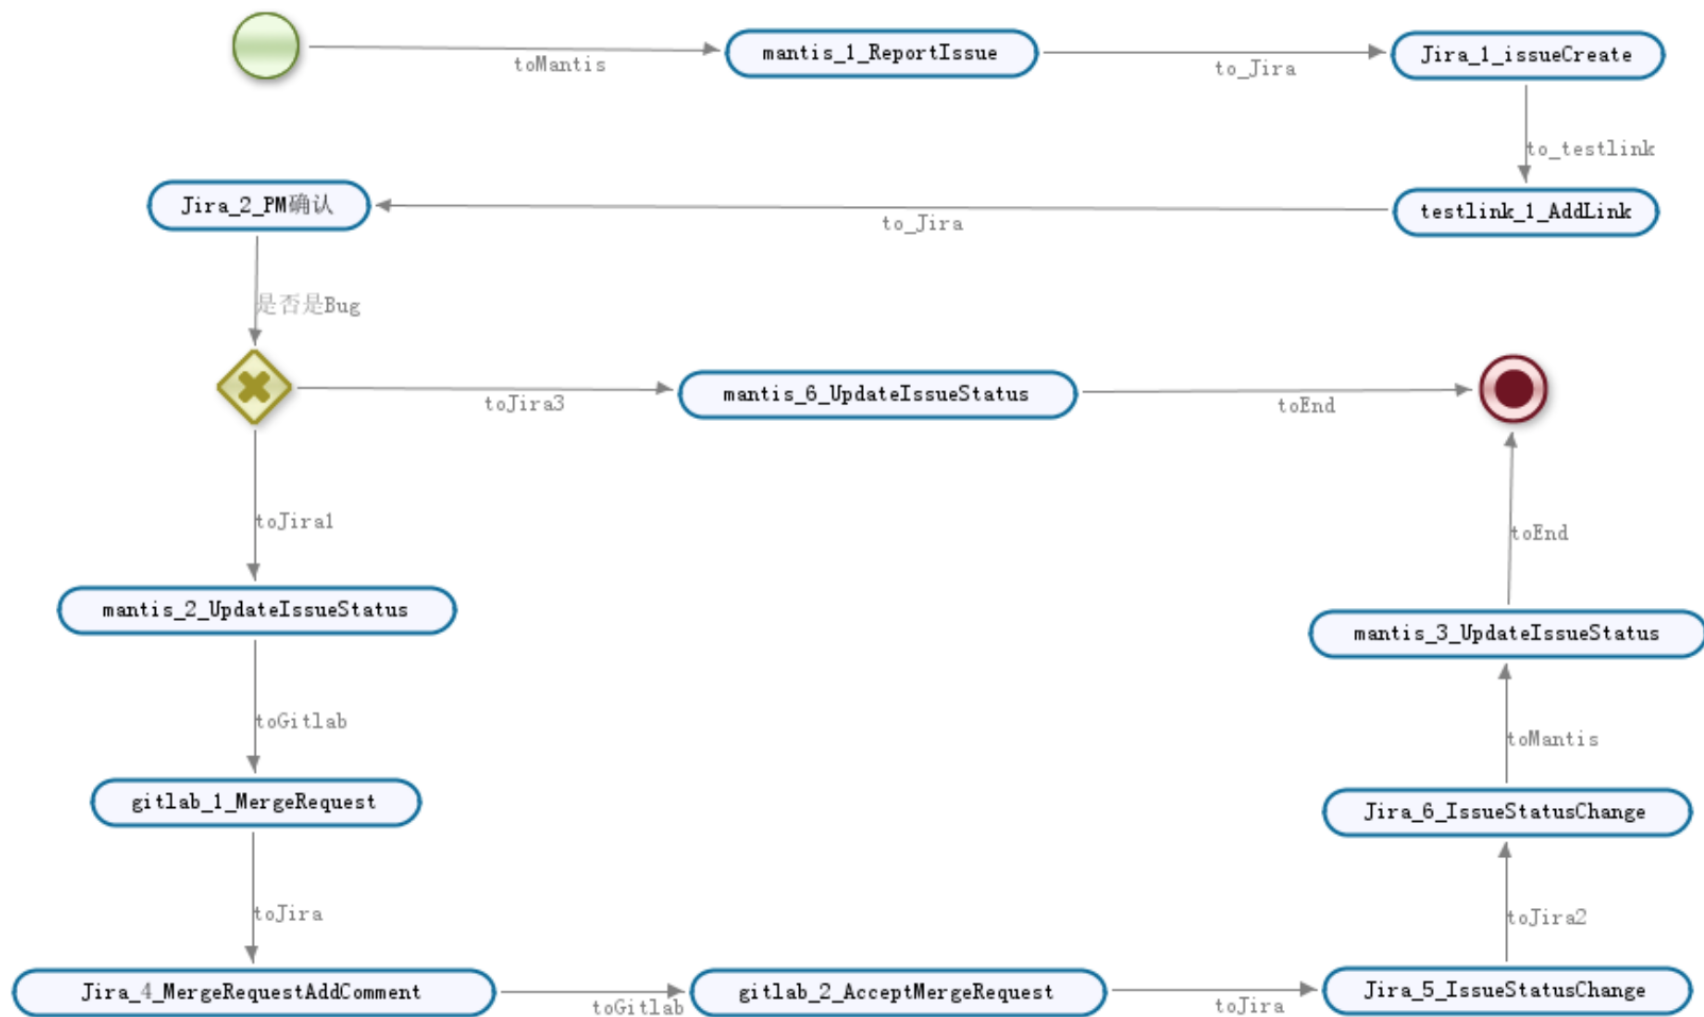 toMantis
mantis_1_ReportIssue
to_Jira
Jira_1_issueCreate
to_testlink
Jira_2_PM确认
to_Jira
testlink_1_AddLink
是否是Bug
toJira3
mantis_6_UpdateIssueStatus
toEnd
toJira1
toEnd
mantis_2_UpdateIssueStatus
mantis_3_UpdateIssueStatus
toGitlab
toMantis
gitlab_1_MergeRequest
Jira_6_IssueStatusChange
toJira
toJira2
Jira_4_MergeRequestAddComment
toGitlab
gitlab_2_AcceptMergeRequest
toJira
Jira_5_IssueStatusChange